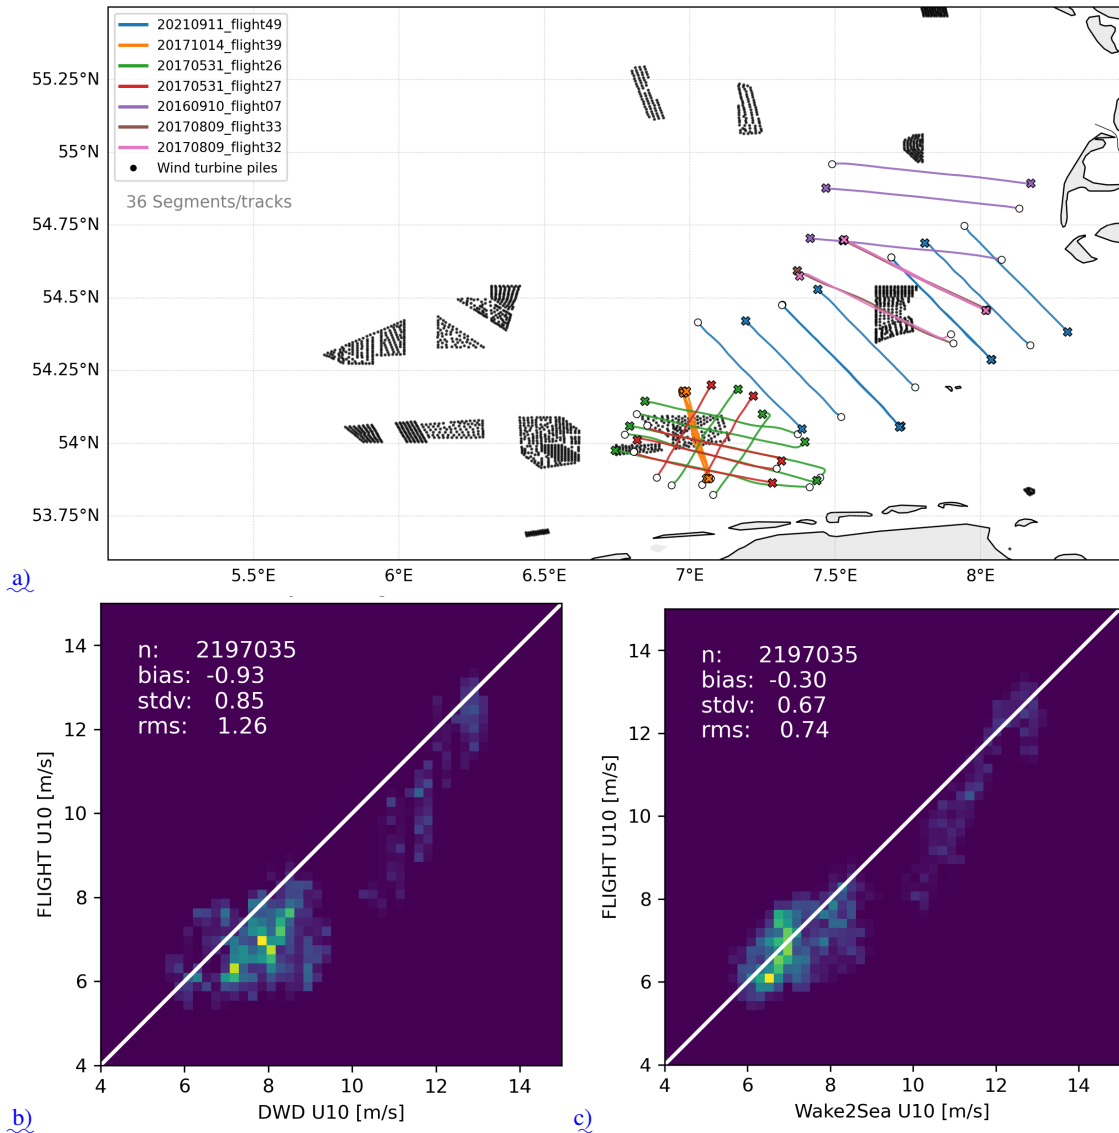 20210911_flight49
20171014_flight39
20170531_flight26
20170531_flight27
20160910_flight07
20170809_flight33
20170809_flight32
Wind turbine piles
36 Segments/tracks
55.25°N
55°N
54.75°N
54.5°N
54.25°N
54°N
53.75°N
5.5°E
6°E
6.5°E
7°E
7.5°E
8°E
a)
n: 2197035
bias: -0.93
stdv: 0.85
rms: 1.26
FLIGHT U10 [m/s]
14
12
10
8
6
4
4
6
8
10
12
14
DWD U10 [m/s]
b)
n: 2197035
bias: -0.30
stdv: 0.67
rms: 0.74
FLIGHT U10 [m/s]
14
12
10
8
6
4
4
6
8
10
12
14
Wake2Sea U10 [m/s]
c)